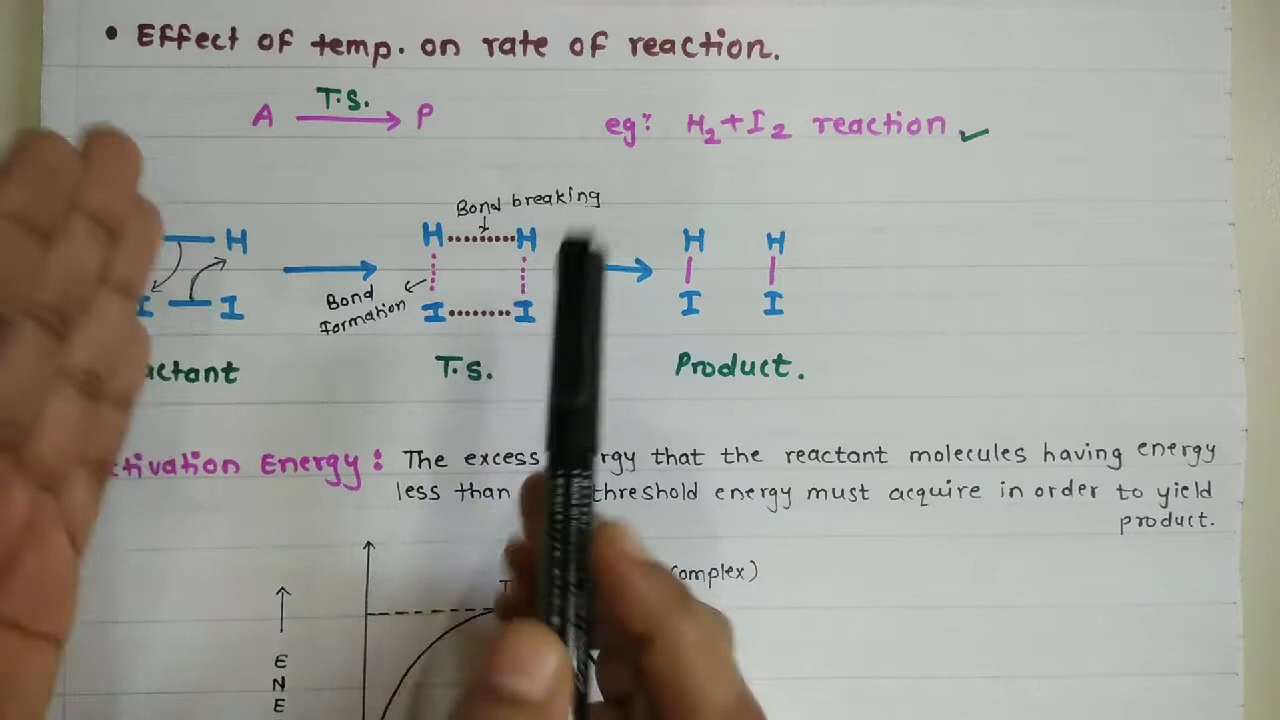 • Effect of temp. on rate of reaction.
A T.S. → P eg: H2+I2 reaction ✓
Bond breaking
H H H H H
Bond formation
I I I I I I
actant T.S. Product.
ctivation Energy: The excess rgy that the reactant molecules having energy
less than threshold energy must acquire in order to yield
product.
complex)
T
E
N
E